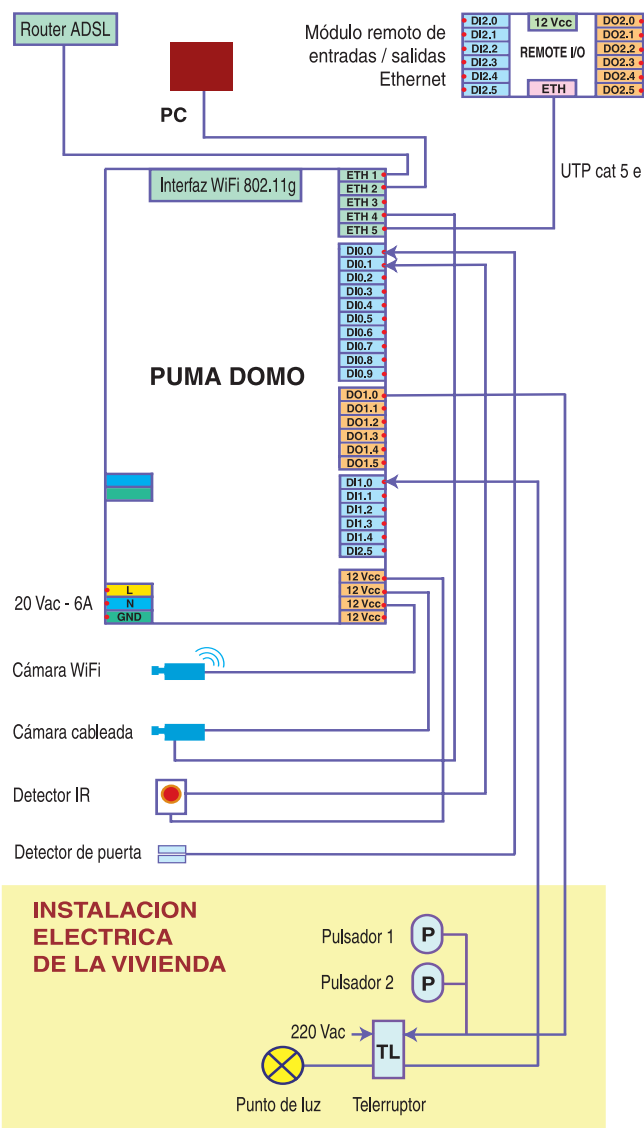 Router ADSL
PC
Módulo remoto de
entradas / salidas
Ethernet
DI2.0
DI2.1
DI2.2
DI2.3
DI2.4
DI2.5
12 Vcc
REMOTE I/O
ETH
DO2.0
DO2.1
DO2.2
DO2.3
DO2.4
DO2.5
UTP cat 5 e
Interfaz WiFi 802.11g
ETH 1
ETH 2
ETH 3
ETH 4
ETH 5
DI0.0
DI0.1
DI0.2
DI0.3
DI0.4
DI0.5
DI0.6
DI0.7
DI0.8
DI0.9
PUMA DOMO
DO1.0
DO1.1
DO1.2
DO1.3
DO1.4
DO1.5
DI1.0
DI1.1
DI1.2
DI1.3
DI1.4
DI2.5
12 Vcc
12 Vcc
12 Vcc
12 Vcc
20 Vac - 6A
L
N
GND
Cámara WiFi
Cámara cableada
Detector IR
Detector de puerta
INSTALACION
ELECTRICA
DE LA VIVIENDA
Pulsador 1
P
Pulsador 2
P
220 Vac
TL
Punto de luz
Telerruptor